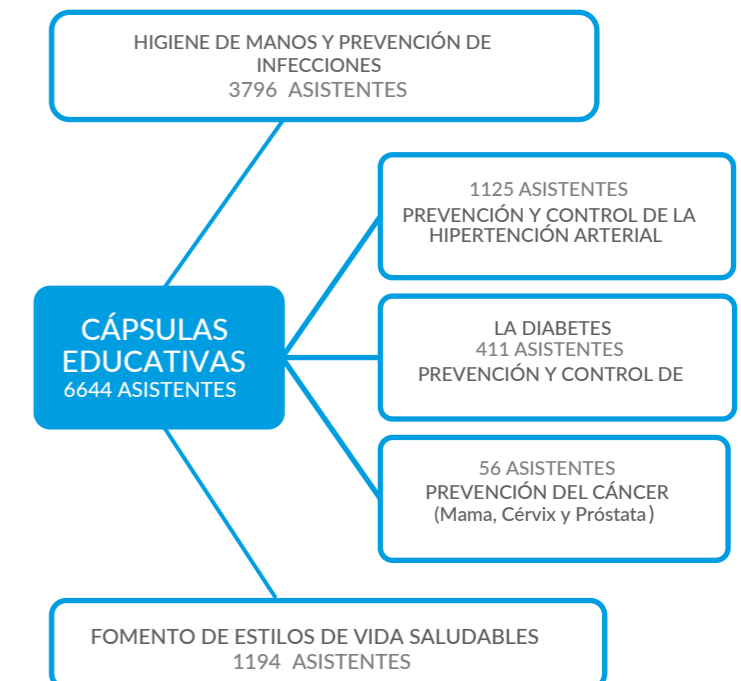 HIGIENE DE MANOS Y PREVENCIÓN DE
INFECCIONES
3796 ASISTENTES
1125 ASISTENTES
PREVENCIÓN Y CONTROL DE LA
HIPERTENCIÓN ARTERIAL
CÁPSULAS
EDUCATIVAS
6644 ASISTENTES
LA DIABETES
411 ASISTENTES
PREVENCIÓN Y CONTROL DE
56 ASISTENTES
PREVENCIÓN DEL CÁNCER
(Mama, Cérvix y Próstata)
FOMENTO DE ESTILOS DE VIDA SALUDABLES
1194 ASISTENTES